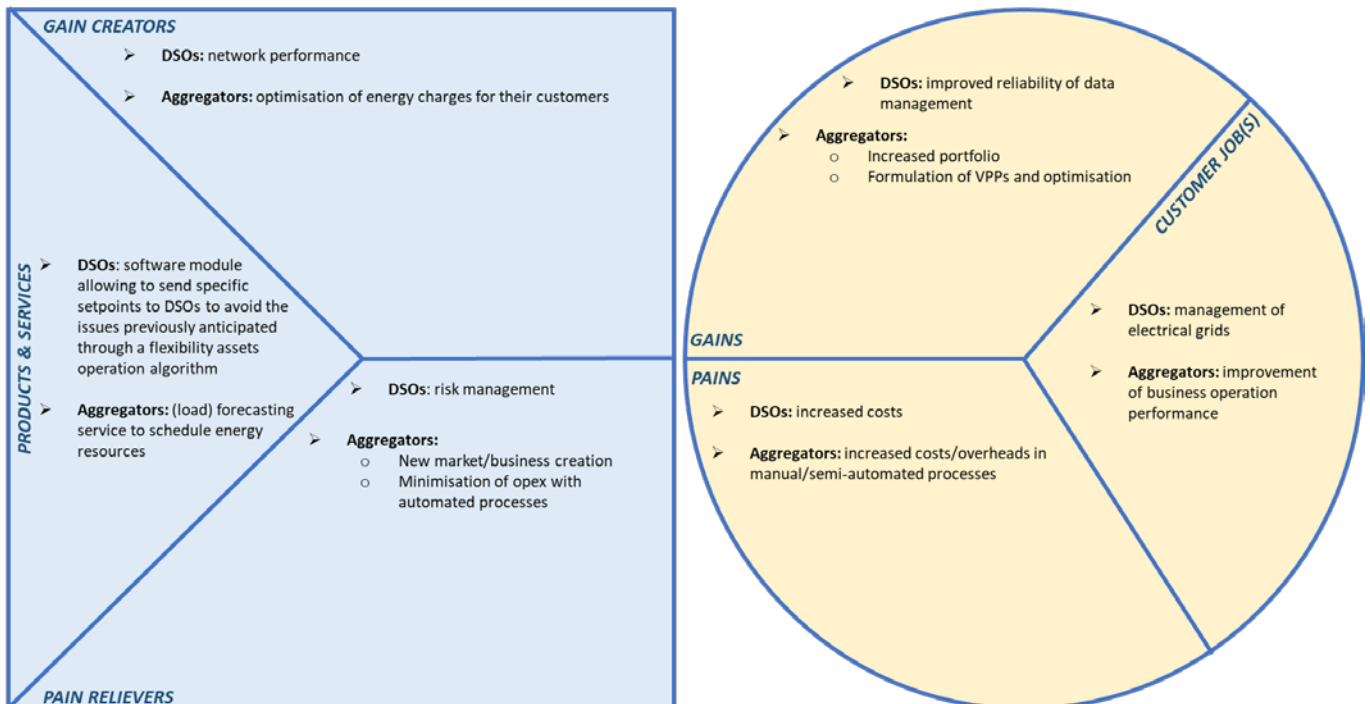 GAIN CREATORS
➢ DSOs: network performance
➢ Aggregators: optimisation of energy charges for their customers
PRODUCTS & SERVICES
➢ DSOs: software module
allowing to send specific
setpoints to DSOs to avoid the
issues previously anticipated
through a flexibility assets
operation algorithm
➢ Aggregators: (load) forecasting
service to schedule energy
resources
➢ DSOs: risk management
➢ Aggregators:
o New market/business creation
o Minimisation of opex with
automated processes
PAIN RELIEVERS
➢ DSOs: improved reliability of data
management
➢ Aggregators:
o Increased portfolio
o Formulation of VPPs and optimisation
GAINS
CUSTOMER JOB(S)
➢ DSOs: management of
electrical grids
➢ Aggregators: improvement
of business operation
performance
PAINS
➢ DSOs: increased costs
➢ Aggregators: increased costs/overheads in
manual/semi-automated processes